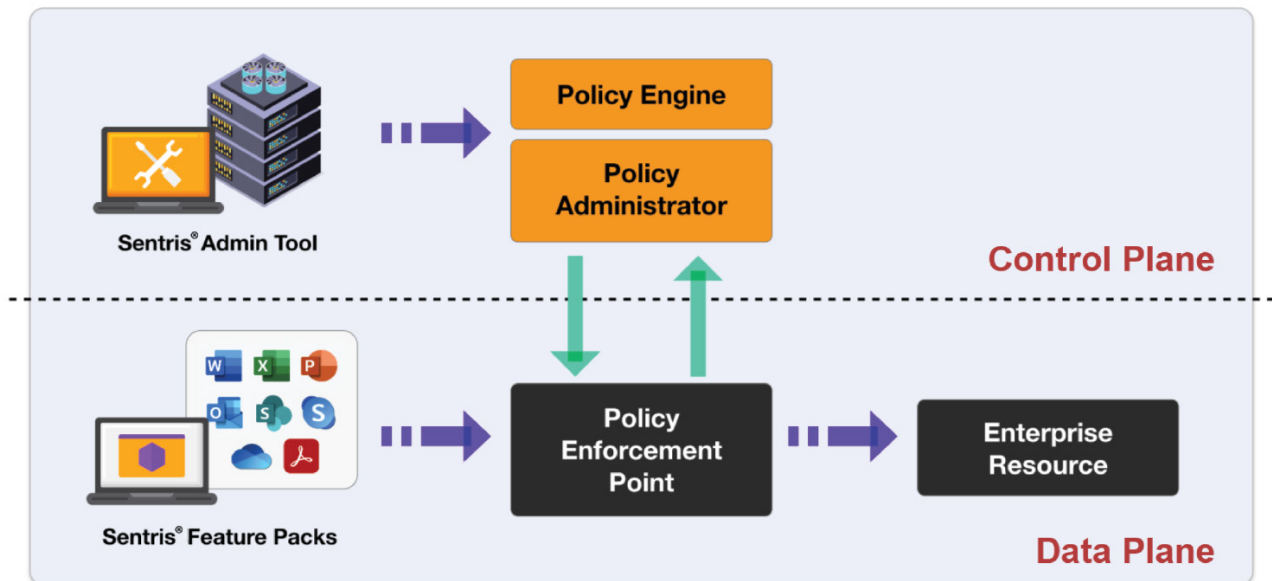 Policy Engine
Policy
Administrator
Sentris® Admin Tool
Control Plane
W
X
P
O
S
S
Policy
Enforcement
Point
Enterprise
Resource
Sentris® Feature Packs
Data Plane